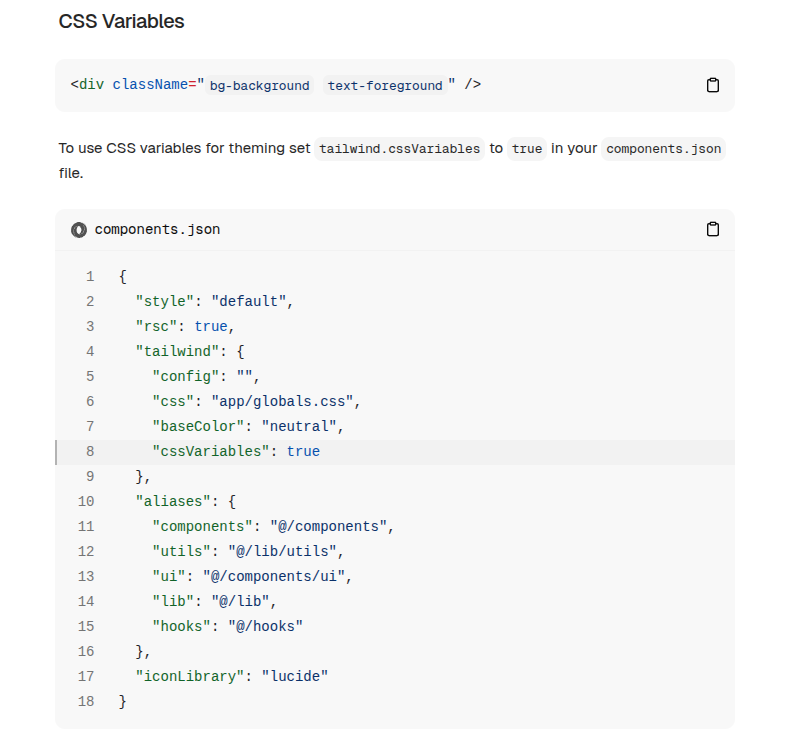 CSS Variables
<div className="bg-background text-foreground" />
To use CSS variables for theming set tailwind.cssVariables to true in your components.json
file.
components.json
1 {
2   "style": "default",
3   "rsc": true,
4   "tailwind": {
5     "config": "",
6     "css": "app/globals.css",
7     "baseColor": "neutral",
8     "cssVariables": true
9   },
10   "aliases": {
11     "components": "@/components",
12     "utils": "@/lib/utils",
13     "ui": "@/components/ui",
14     "lib": "@/lib",
15     "hooks": "@/hooks"
16   },
17   "iconLibrary": "lucide"
18 }